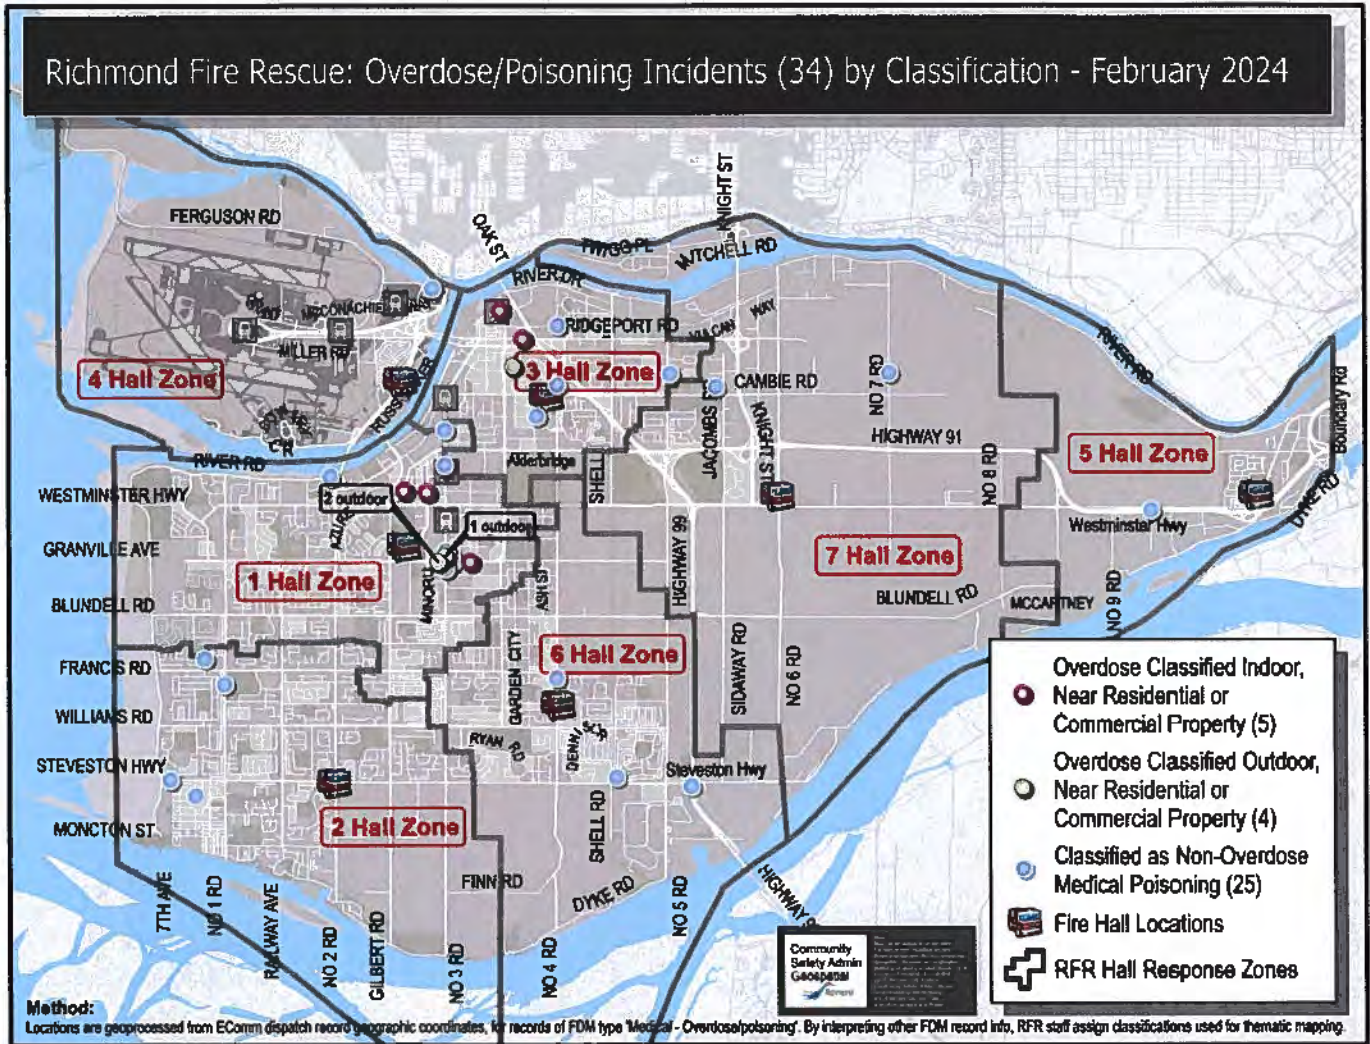 Richmond Fire Rescue: Overdose/Poisoning Incidents (34) by Classification - February 2024
KNIGHT ST
FERGUSON RD
OAK ST
TWIGG PL
MITCHELL RD
RIVER DR
MCCONACHIE
RIDGEPORT RD
VULCAN WAY
RIVER RD
MILLER RD
4 Hall Zone
3 Hall Zone
CAMBIE RD
NO 7 RD
Boundary Rd
RUSS
JACOMBS
KNIGHT ST
HIGHWAY 91
5 Hall Zone
RIVER RD
Alderbridge
SHELL
NO 8 RD
WESTMINSTER HWY
2 outdoor
DYKE RD
AZURE
1 outdoor
Westminster Hwy
GRANVILLE AVE
1 Hall Zone
MINORU
ASH ST
HIGHWAY 99
7 Hall Zone
BLUNDELL RD
BLUNDELL RD
MCCARTNEY
NO 9 RD
FRANCIS RD
GARDEN CITY
6 Hall Zone
SIDAWAY RD
NO 6 RD
WILLIAMS RD
RYAN RD
STEVESTON HWY
Steveston Hwy
MONCTON ST
2 Hall Zone
SHELL RD
FINN RD
DYKE RD
7TH AVE
NO 1 RD
RAILWAY AVE
NO 2 RD
GILBERT RD
NO 3 RD
NO 4 RD
NO 5 RD
Overdose Classified Indoor,
Near Residential or
Commercial Property (5)
Overdose Classified Outdoor,
Near Residential or
Commercial Property (4)
Classified as Non-Overdose
Medical Poisoning (25)
Fire Hall Locations
RFR Hall Response Zones
Community
Safety Admin
Geospatial
Method:
Locations are geoprocessed from EComm dispatch record geographic coordinates, for records of FDM type 'Medical - Overdose/poisoning'. By interpreting other FDM record info, RFR staff assign classifications used for thematic mapping.